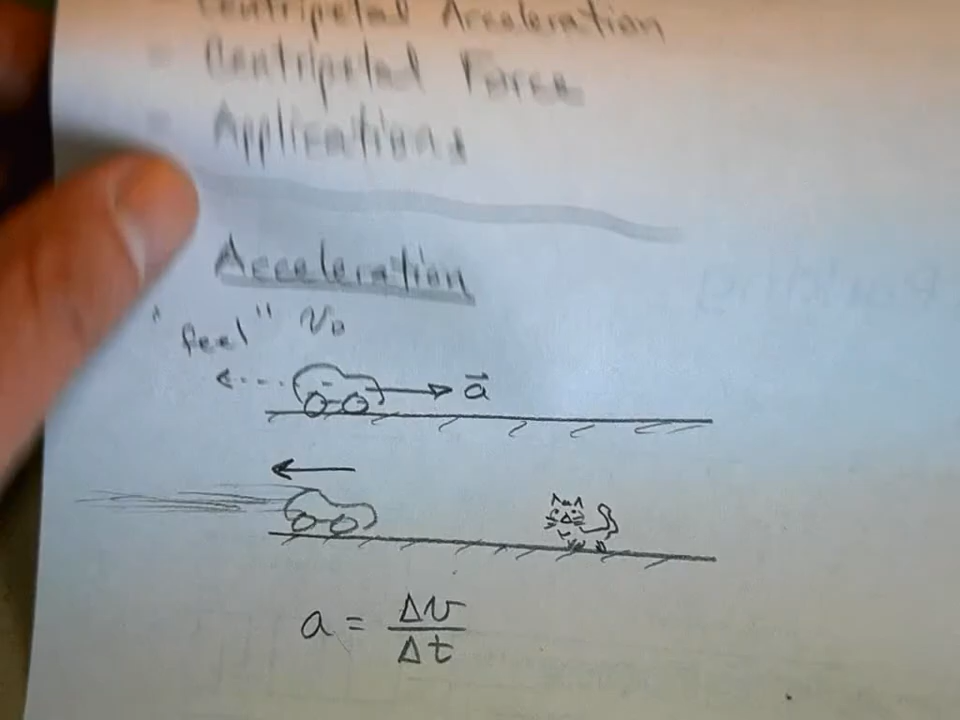 Centripetal Acceleration
Centripetal Force
Applications
Acceleration
"feel" v₀
a⃗
a = Δv/Δt